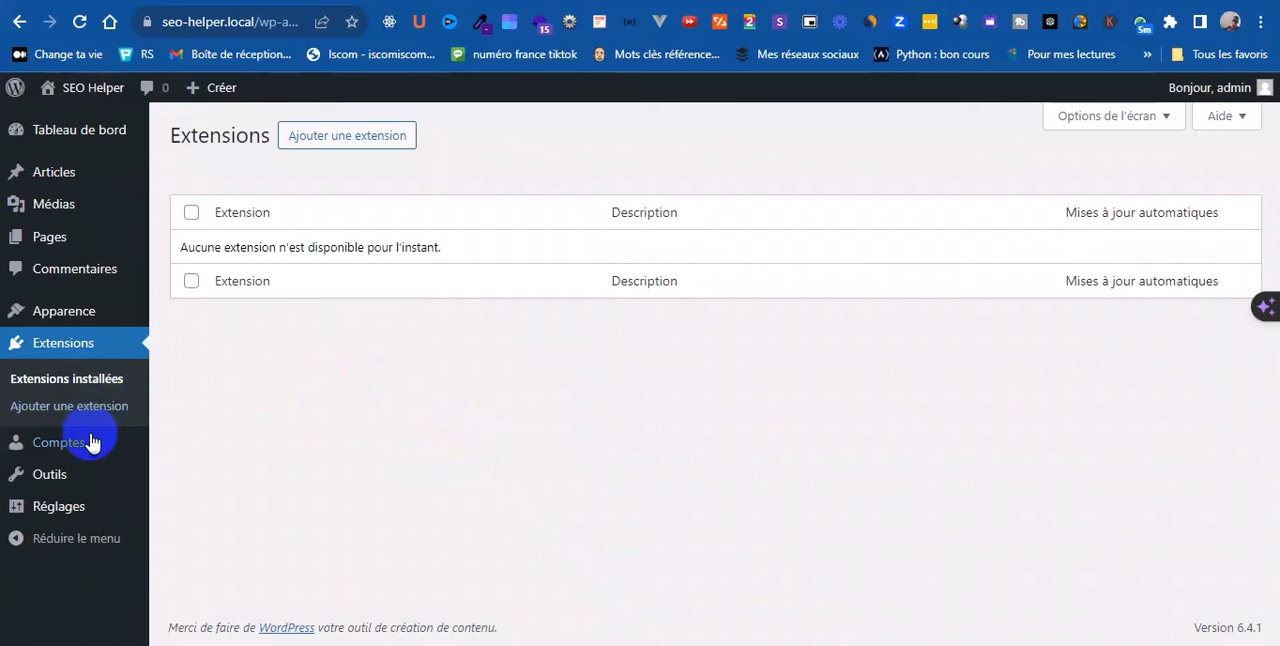 seo-helper.local/wp-a...
15
5m
Change ta vie
RS
Boîte de réception...
Iscom - iscomiscom...
numéro france tiktok
Mots clés référence...
Mes réseaux sociaux
Python : bon cours
Pour mes lectures
»
Tous les favoris
SEO Helper
0
Créer
Bonjour, admin
Tableau de bord
Articles
Médias
Pages
Commentaires
Apparence
Extensions
Extensions installées
Ajouter une extension
Comptes
Outils
Réglages
Réduire le menu
Options de l'écran
Aide
Extensions
Ajouter une extension
Extension Description Mises à jour automatiques
Aucune extension n'est disponible pour l'instant.
Extension Description Mises à jour automatiques
Merci de faire de WordPress votre outil de création de contenu.
Version 6.4.1